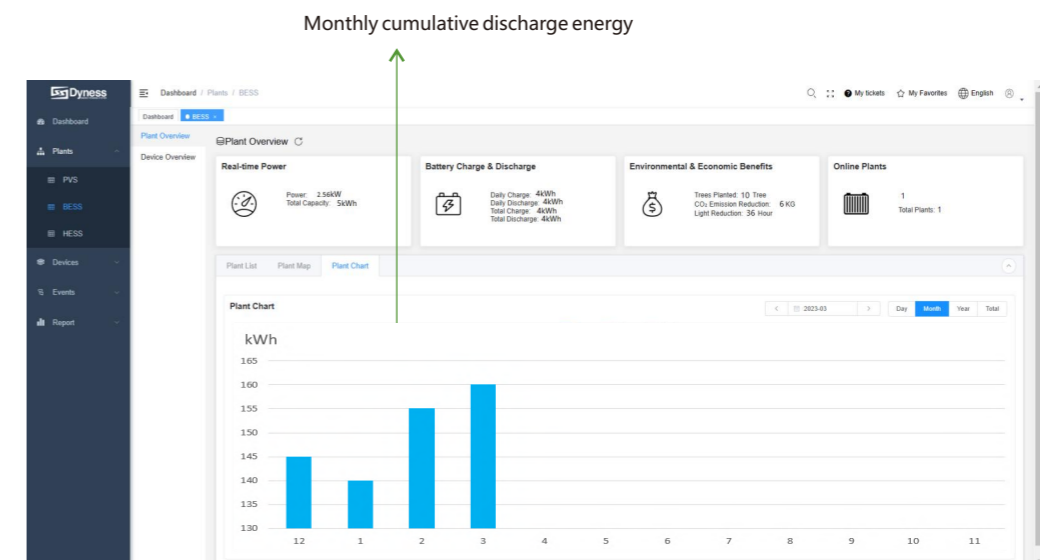 Monthly cumulative discharge energy
Dyness
Dashboard / Plants / BESS
My tickets
My Favorites
English
Dashboard
Plants
PVS
BESS
HESS
Devices
Events
Report
Dashboard
BESS ×
Plant Overview
Device Overview
Plant Overview
Real-time Power
Power: 2.56kW
Total Capacity: 5kWh
Battery Charge & Discharge
Daily Charge: 4kWh
Daily Discharge: 4kWh
Total Charge: 4kWh
Total Discharge: 4kWh
Environmental & Economic Benefits
Trees Planted: 10 Tree
CO₂ Emission Reduction: 6 KG
Light Reduction: 36 Hour
Online Plants
1
Total Plants: 1
Plant List Plant Map Plant Chart
Plant Chart
< 2023-03 >
Day Month Year Total
kWh
165
160
155
150
145
140
135
130
12 1 2 3 4 5 6 7 8 9 10 11